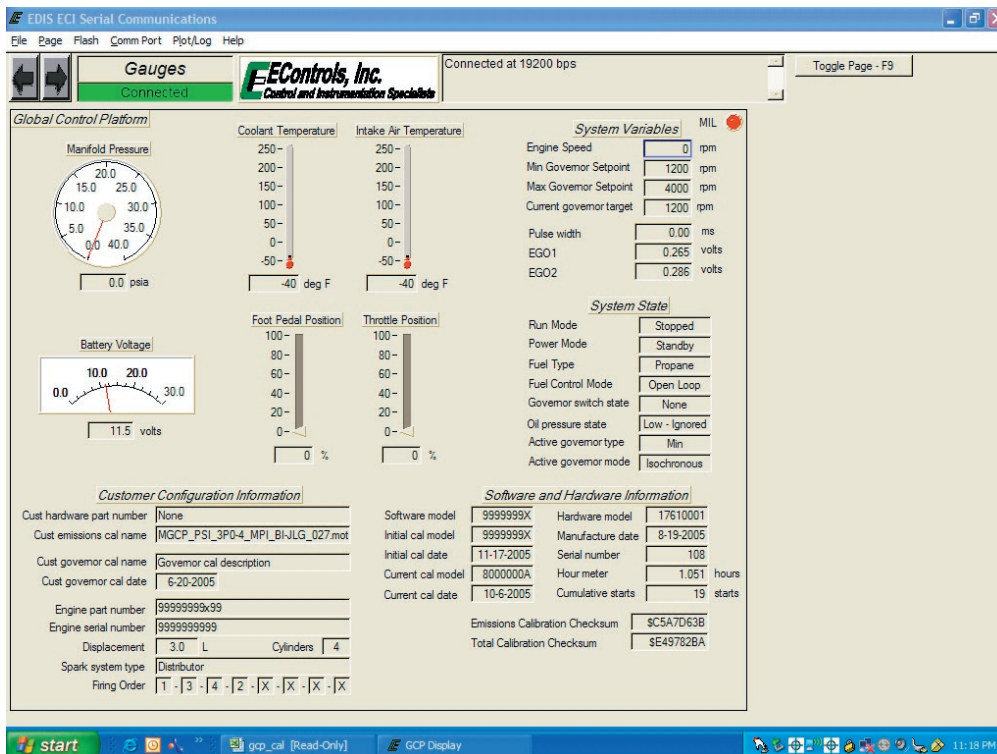 EDIS ECI Serial Communications
File Page Flash Comm Port Plot/Log Help
Gauges
Connected
EControls, Inc.
Control and Instrumentation Specialists
Connected at 19200 bps
Toggle Page - F9
Global Control Platform
Manifold Pressure
20.0
15.0 25.0
10.0 30.0
5.0 35.0
0.0 40.0
0.0 psia
Coolant Temperature
250
200
150
100
50
0
-50
-40 deg F
Intake Air Temperature
250
200
150
100
50
0
-50
-40 deg F
System Variables
MIL
Engine Speed 0 rpm
Min Governor Setpoint 1200 rpm
Max Governor Setpoint 4000 rpm
Current governor target 1200 rpm
Pulse width 0.00 ms
EGO1 0.265 volts
EGO2 0.286 volts
Battery Voltage
10.0 20.0
0.0 30.0
11.5 volts
Foot Pedal Position
100
80
60
40
20
0
0 %
Throttle Position
100
80
60
40
20
0
0 %
System State
Run Mode Stopped
Power Mode Standby
Fuel Type Propane
Fuel Control Mode Open Loop
Governor switch state None
Oil pressure state Low - Ignored
Active governor type Min
Active governor mode Isochronous
Customer Configuration Information
Cust hardware part number None
Cust emissions cal name MGCP_PSI_3P0-4_MPI_BI-JLG_027.mot
Cust governor cal name Governor cal description
Cust governor cal date 6-20-2005
Engine part number 99999999x99
Engine serial number 9999999999
Displacement 3.0 L Cylinders 4
Spark system type Distributor
Firing Order 1 - 3 - 4 - 2 - X - X - X - X
Software and Hardware Information
Software model 9999999X
Initial cal model 9999999X
Initial cal date 11-17-2005
Current cal model 8000000A
Current cal date 10-6-2005
Hardware model 17610001
Manufacture date 8-19-2005
Serial number 108
Hour meter 1.051 hours
Cumulative starts 19 starts
Emissions Calibration Checksum $C5A7D63B
Total Calibration Checksum $E49782BA
start
gcp_cal [Read-Only]
GCP Display
11:18 PM